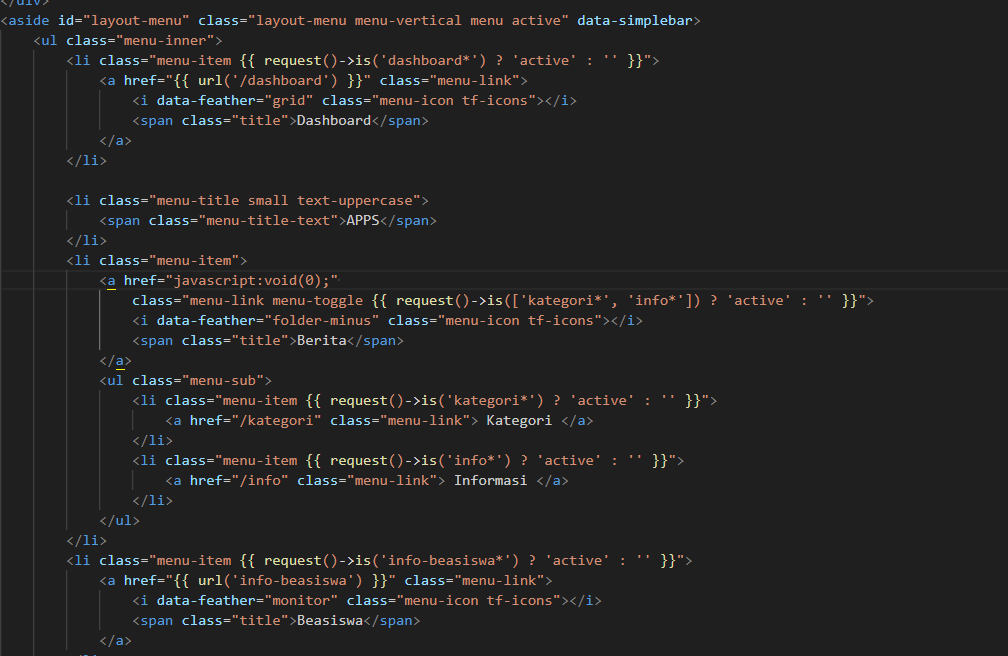 </div>
<aside id="layout-menu" class="layout-menu menu-vertical menu active" data-simplebar>
<ul class="menu-inner">
<li class="menu-item {{ request()->is('dashboard*') ? 'active' : '' }}">
<a href="{{ url('/dashboard') }}" class="menu-link">
<i data-feather="grid" class="menu-icon tf-icons"></i>
<span class="title">Dashboard</span>
</a>
</li>
<li class="menu-title small text-uppercase">
<span class="menu-title-text">APPS</span>
</li>
<li class="menu-item">
<a href="javascript:void(0);"
class="menu-link menu-toggle {{ request()->is(['kategori*', 'info*']) ? 'active' : '' }}">
<i data-feather="folder-minus" class="menu-icon tf-icons"></i>
<span class="title">Berita</span>
</a>
<ul class="menu-sub">
<li class="menu-item {{ request()->is('kategori*') ? 'active' : '' }}">
<a href="/kategori" class="menu-link"> Kategori </a>
</li>
<li class="menu-item {{ request()->is('info*') ? 'active' : '' }}">
<a href="/info" class="menu-link"> Informasi </a>
</li>
</ul>
</li>
<li class="menu-item {{ request()->is('info-beasiswa*') ? 'active' : '' }}">
<a href="{{ url('info-beasiswa') }}" class="menu-link">
<i data-feather="monitor" class="menu-icon tf-icons"></i>
<span class="title">Beasiswa</span>
</a>